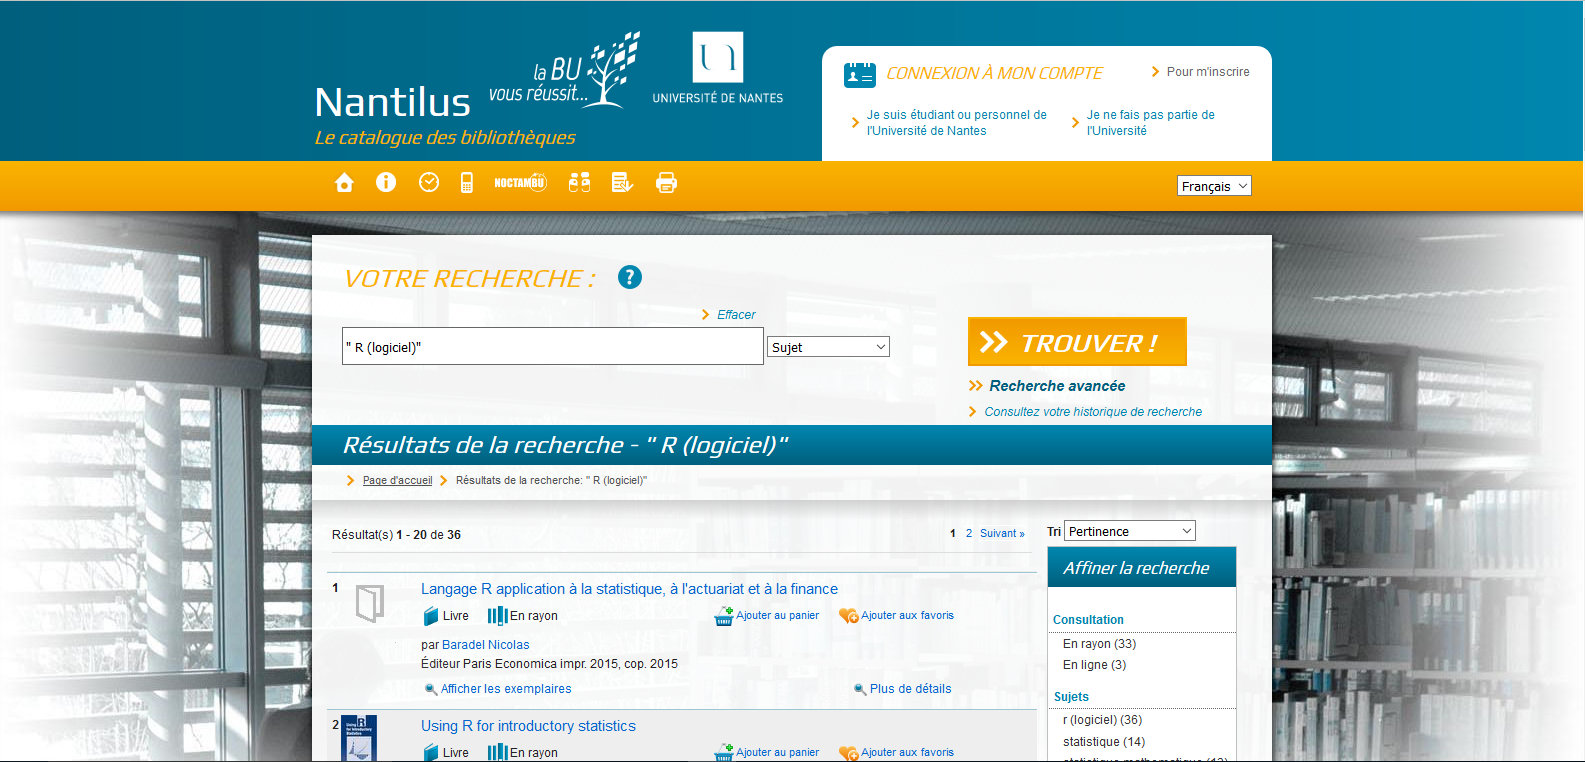 la BU
vous réussit...
UNIVERSITÉ DE NANTES
Nantilus
Le catalogue des bibliothèques
CONNEXION À MON COMPTE
Pour m'inscrire
Je suis étudiant ou personnel de
l'Université de Nantes
Je ne fais pas partie de
l'Université
NOCTAMBU
Français
VOTRE RECHERCHE : ?
Effacer
" R (logiciel)"
Sujet
TROUVER !
Recherche avancée
Consultez votre historique de recherche
Résultats de la recherche - " R (logiciel)"
Page d'accueil Résultats de la recherche: " R (logiciel)"
Résultat(s) 1 - 20 de 36
1 2 Suivant »
Tri Pertinence
1
Langage R application à la statistique, à l'actuariat et à la finance
Livre En rayon Ajouter au panier Ajouter aux favoris
par Baradel Nicolas
Éditeur Paris Economica impr. 2015, cop. 2015
Afficher les exemplaires Plus de détails
2
Using R for introductory statistics
Livre En rayon Ajouter au panier Ajouter aux favoris
Affiner la recherche
Consultation
En rayon (33)
En ligne (3)
Sujets
r (logiciel) (36)
statistique (14)